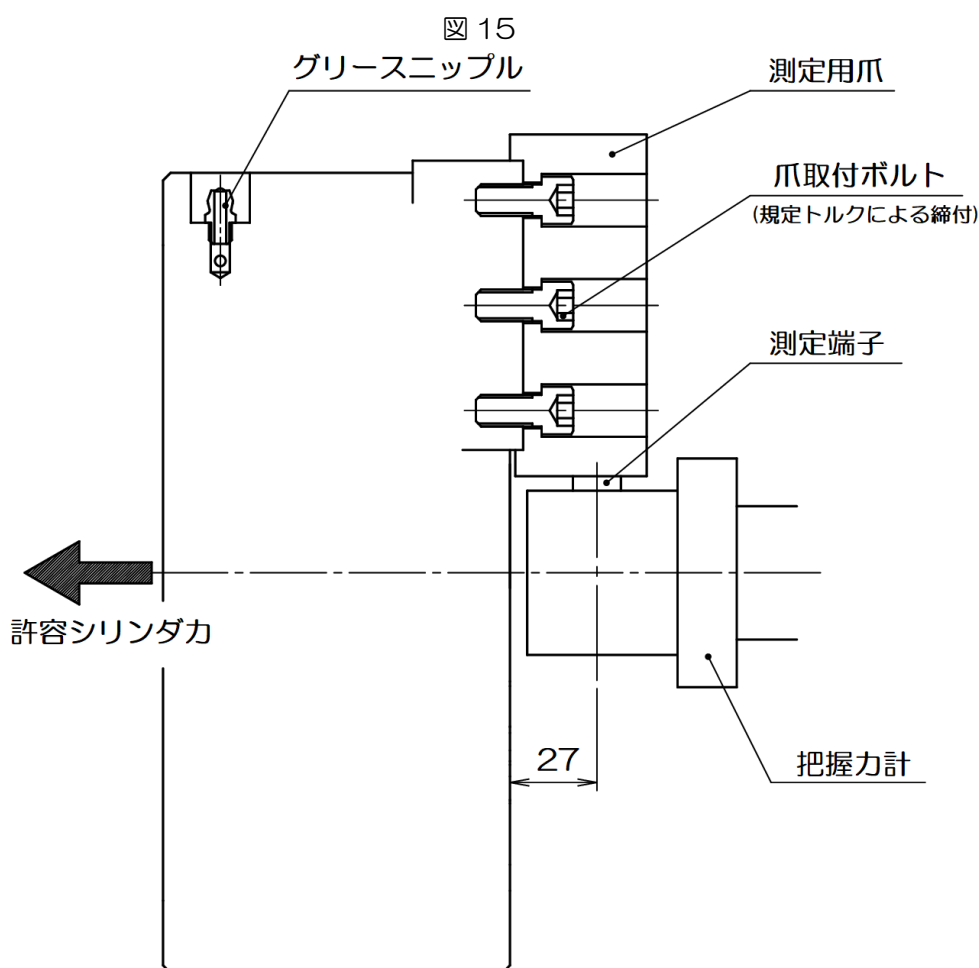 図 15
グリースニップル
測定用爪
爪取付ボルト
(規定トルクによる締付)
測定端子
許容シリンダ力
27
把握力計